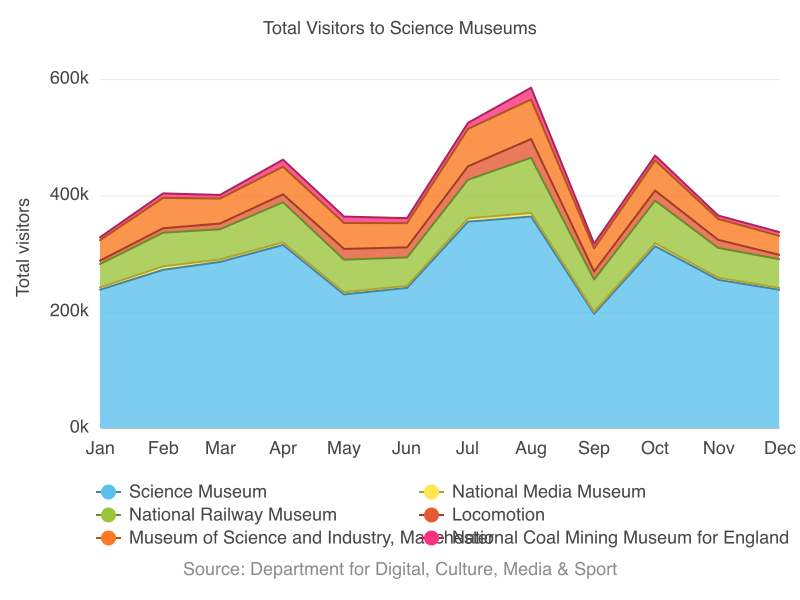 Total Visitors to Science Museums
600k
400k
200k
0k
Total visitors
Jan Feb Mar Apr May Jun Jul Aug Sep Oct Nov Dec
Science Museum
National Media Museum
National Railway Museum
Locomotion
Museum of Science and Industry, Manchester
National Coal Mining Museum for England
Source: Department for Digital, Culture, Media & Sport